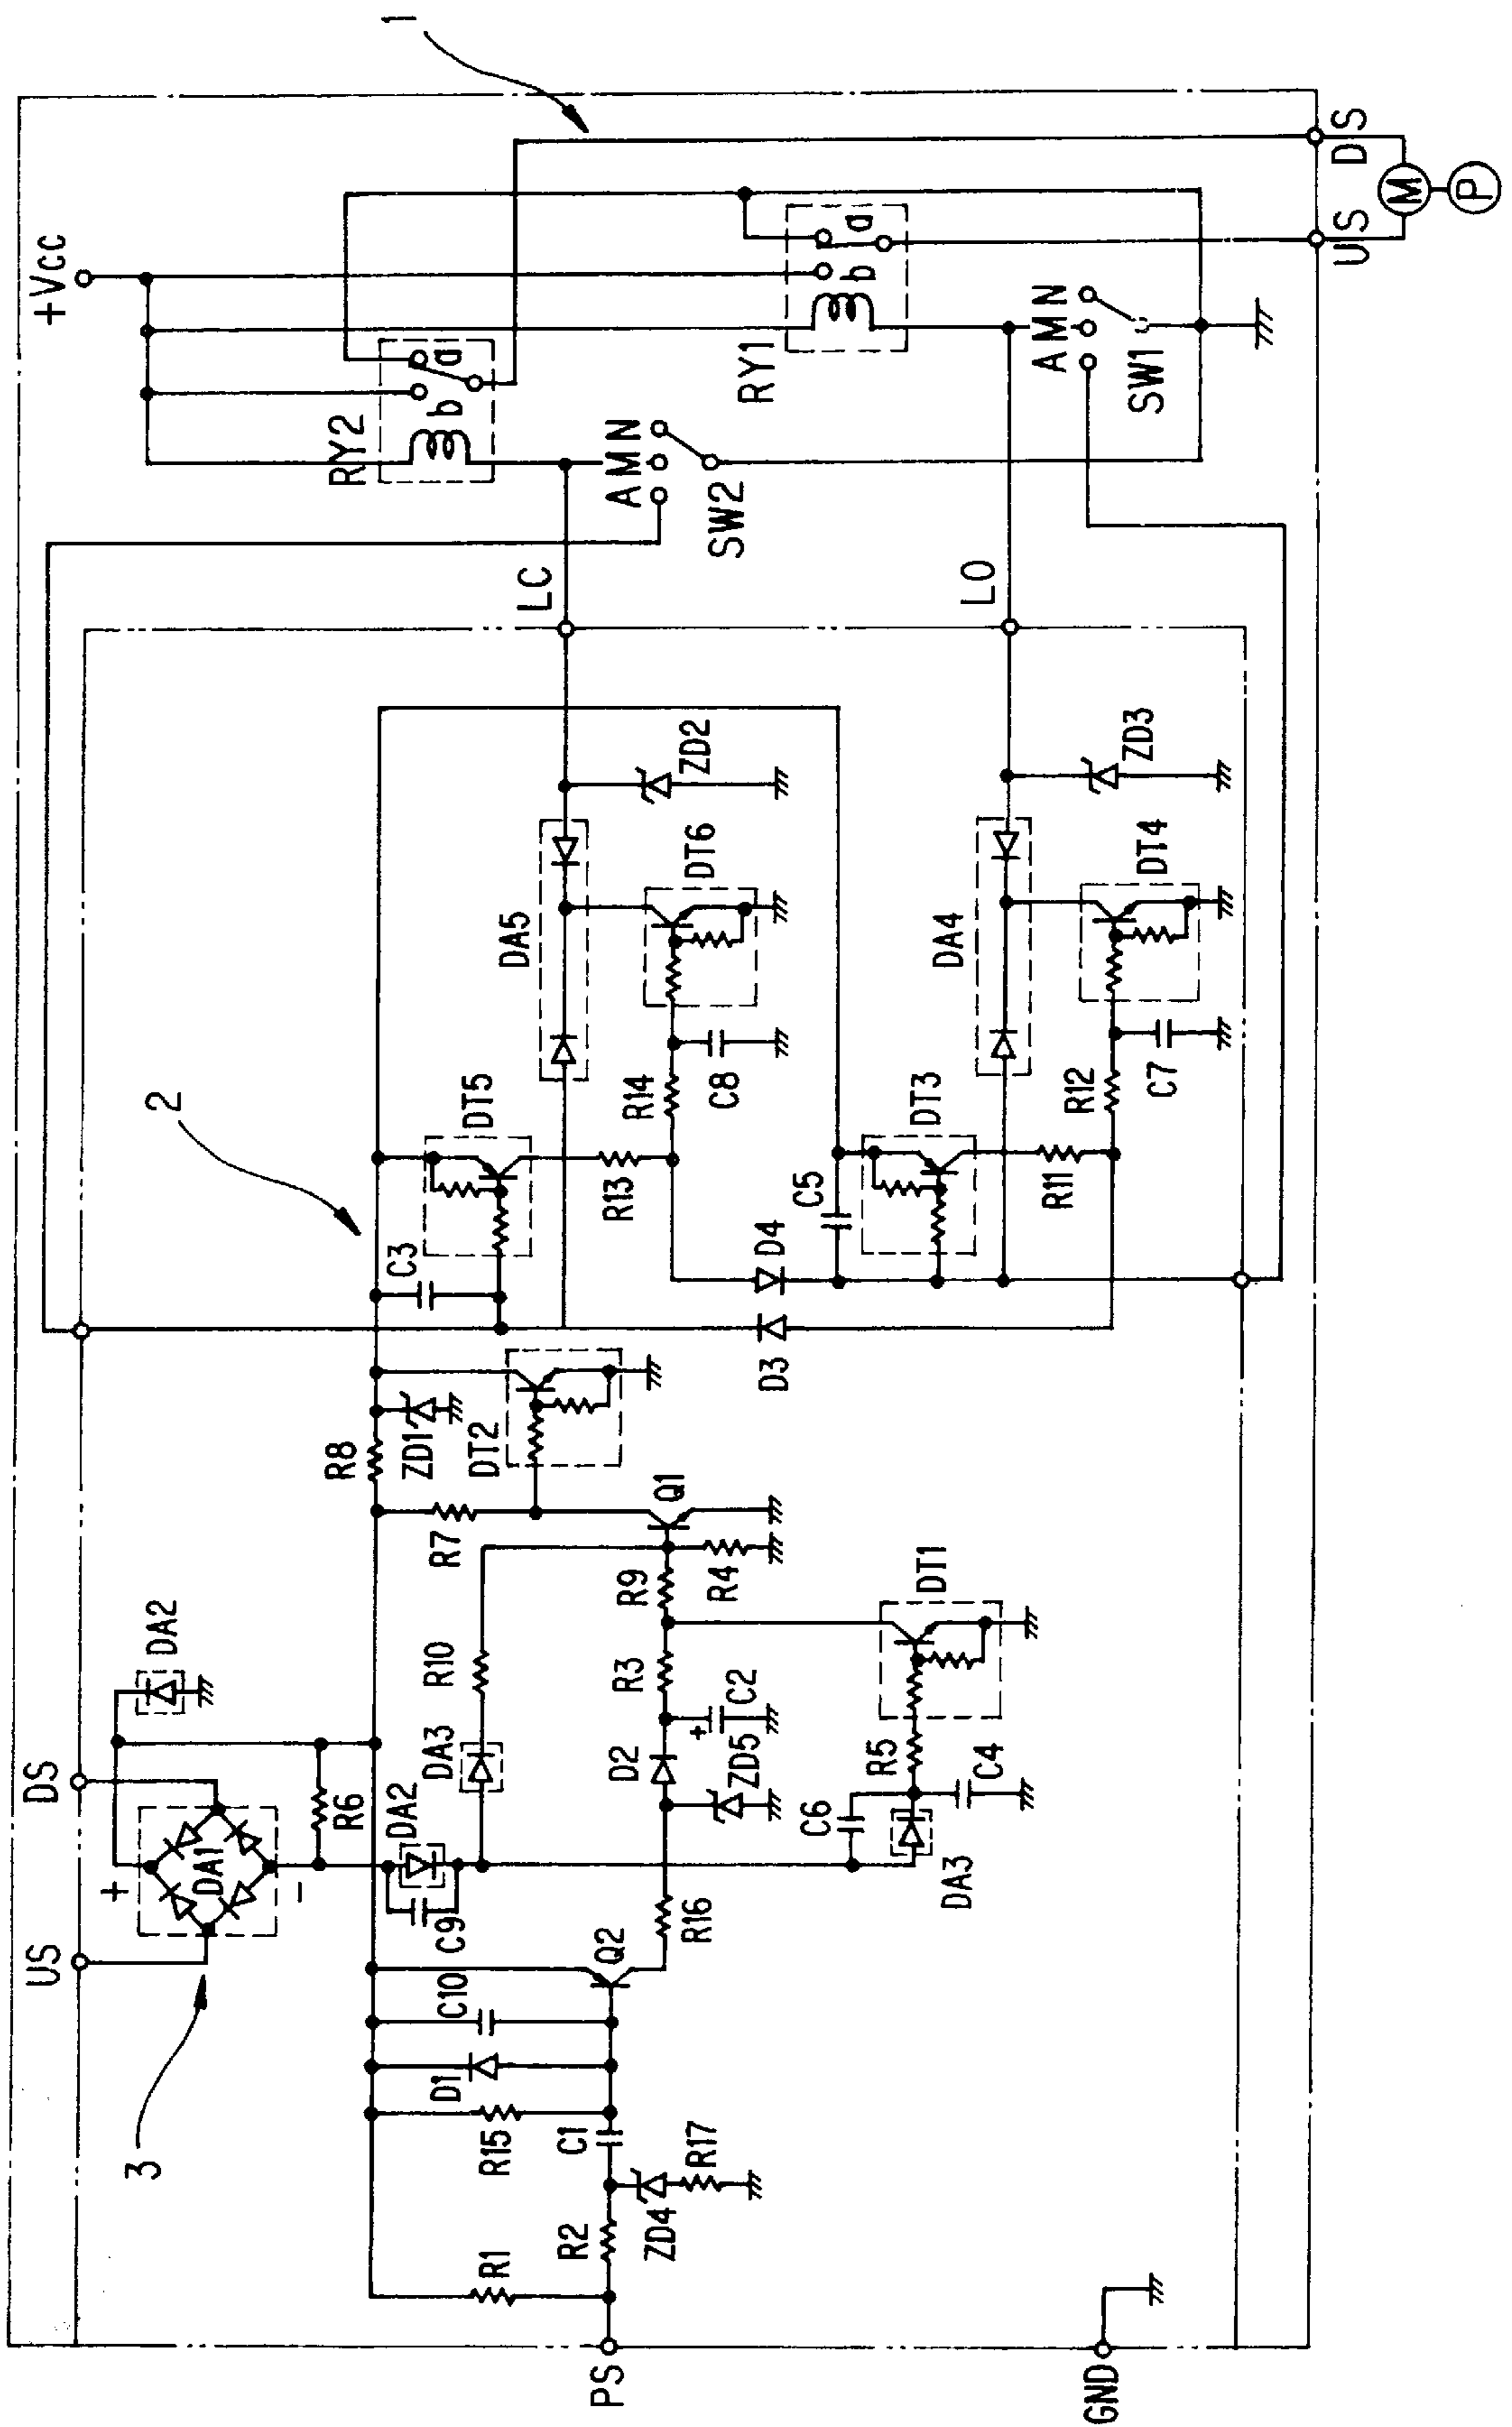 1
+Vcc
DS
US
M
P
RY2
b
a
RY1
b
a
A M N
SW2
A M N
SW1
LC
LO
2
ZD2
ZD3
DA5
DT6
DA4
DT4
DT5
R14
C8
R13
DT3
R12
C7
C5
R11
C3
D4
D3
R8
ZD1
DT2
R7
Q1
DA2
R9
R4
DT1
R10
R3
DS
DA3
D2
C2
+
ZD5
R5
C4
R6
DA1
+
-
DA2
C6
DA3
C9
R16
US
Q2
C10
3
D1
R15
C1
R17
ZD4
R2
R1
PS
GND